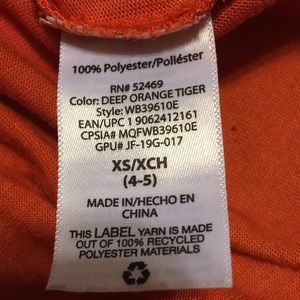 100% Polyester/Poliéster
RN# 52469
Color: DEEP ORANGE TIGER
Style: WB39610E
EAN/UPC 1 9062412161
CPSIA# MQFWB39610E
GPU# JF-19G-017
XS/XCH
(4-5)
MADE IN/HECHO EN
CHINA
THIS LABEL YARN IS MADE
OUT OF 100% RECYCLED
POLYESTER MATERIALS